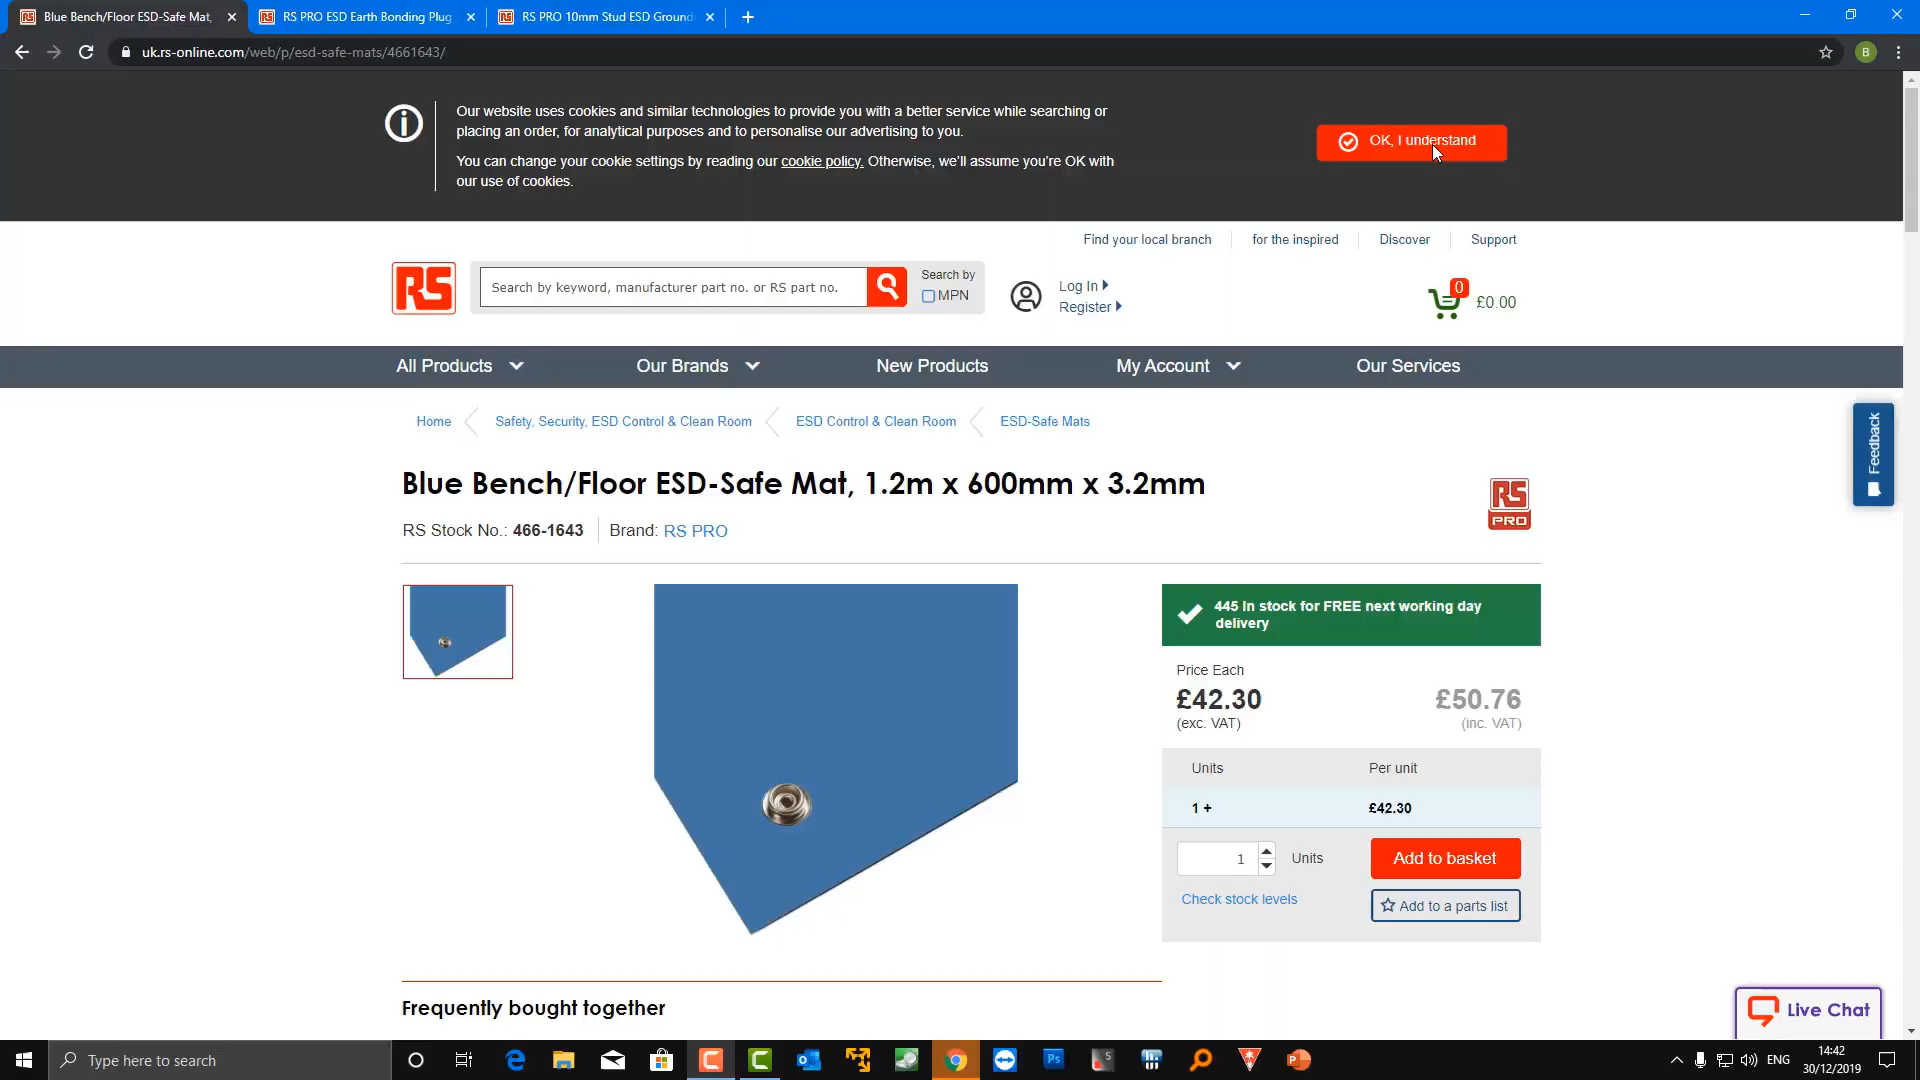 Blue Bench/Floor ESD-Safe Mat,
RS PRO ESD Earth Bonding Plug
RS PRO 10mm Stud ESD Ground
uk.rs-online.com/web/p/esd-safe-mats/4661643/
B
Our website uses cookies and similar technologies to provide you with a better service while searching or
placing an order, for analytical purposes and to personalise our advertising to you.
You can change your cookie settings by reading our cookie policy. Otherwise, we'll assume you're OK with
our use of cookies.
OK, I understand
Find your local branch
for the inspired
Discover
Support
RS
Search by keyword, manufacturer part no. or RS part no.
Search by
MPN
Log In
Register
0
£0.00
All Products
Our Brands
New Products
My Account
Our Services
Home
Safety, Security, ESD Control & Clean Room
ESD Control & Clean Room
ESD-Safe Mats
Feedback
Blue Bench/Floor ESD-Safe Mat, 1.2m x 600mm x 3.2mm
RS Stock No.: 466-1643
Brand: RS PRO
RS
PRO
445 In stock for FREE next working day
delivery
Price Each
£42.30
£50.76
(exc. VAT)
(inc. VAT)
Units
Per unit
1 +
£42.30
1
Units
Add to basket
Check stock levels
Add to a parts list
Frequently bought together
Live Chat
Type here to search
ENG
14:42
30/12/2019